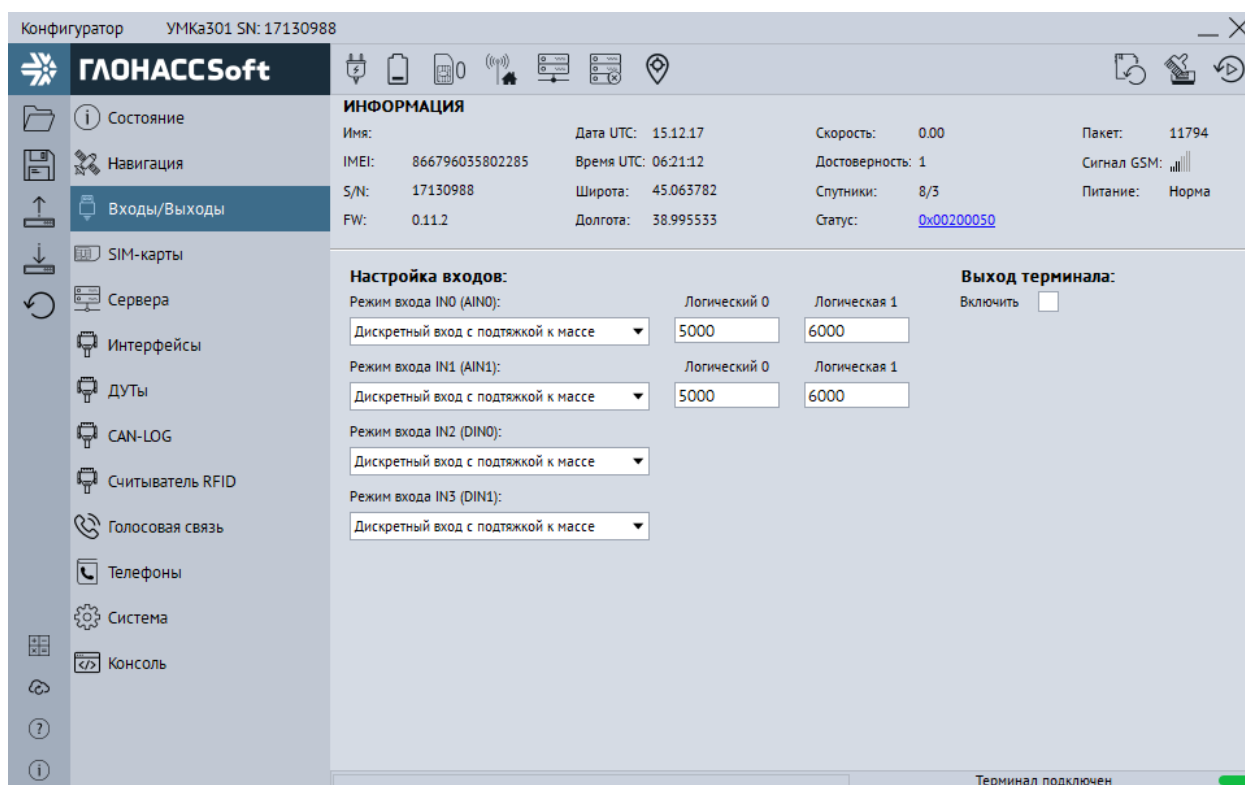 Конфигуратор УМКа301 SN: 17130988
ГЛОНАССSoft
0
Состояние
Навигация
Входы/Выходы
SIM-карты
Сервера
Интерфейсы
ДУТы
CAN-LOG
Считыватель RFID
Голосовая связь
Телефоны
Система
Консоль
ИНФОРМАЦИЯ
Имя: Дата UTC: 15.12.17 Скорость: 0.00 Пакет: 11794
IMEI: 866796035802285 Время UTC: 06:21:12 Достоверность: 1 Сигнал GSM:
S/N: 17130988 Широта: 45.063782 Спутники: 8/3 Питание: Норма
FW: 0.11.2 Долгота: 38.995533 Статус: 0x00200050
Настройка входов: Выход терминала:
Режим входа IN0 (AIN0): Логический 0 Логическая 1 Включить
Дискретный вход с подтяжкой к массе 5000 6000
Режим входа IN1 (AIN1): Логический 0 Логическая 1
Дискретный вход с подтяжкой к массе 5000 6000
Режим входа IN2 (DIN0):
Дискретный вход с подтяжкой к массе
Режим входа IN3 (DIN1):
Дискретный вход с подтяжкой к массе
Терминал подключен